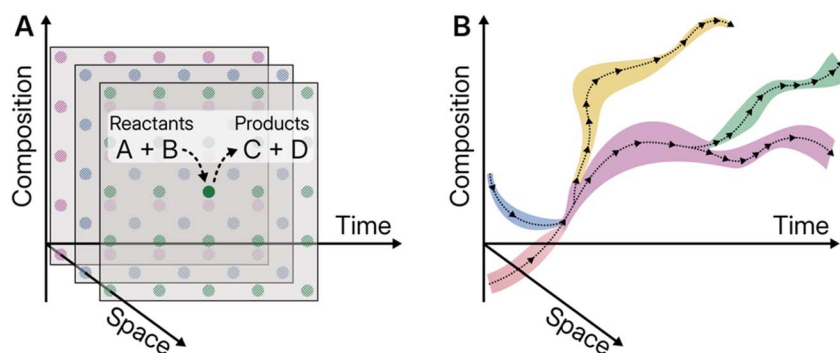 A
Composition
Reactants
A + B
Products
C + D
Time
Space
B
Composition
Time
Space